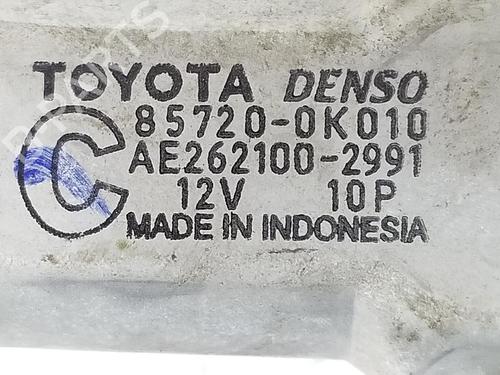 TOYOTA DENSO
85720-0K010
C AE262100-2991
12V 10P
MADE IN INDONESIA